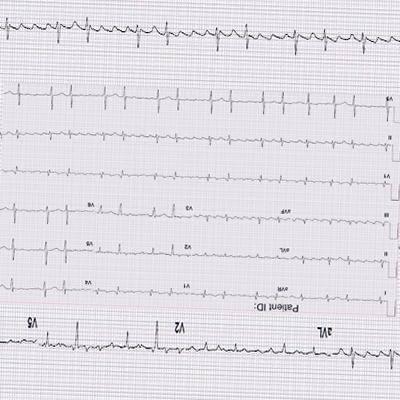 aVL V2 V5
Patient ID:
I aVR V1 V4
II aVL V2 V5
III aVF V3 V6
V1
II
V5